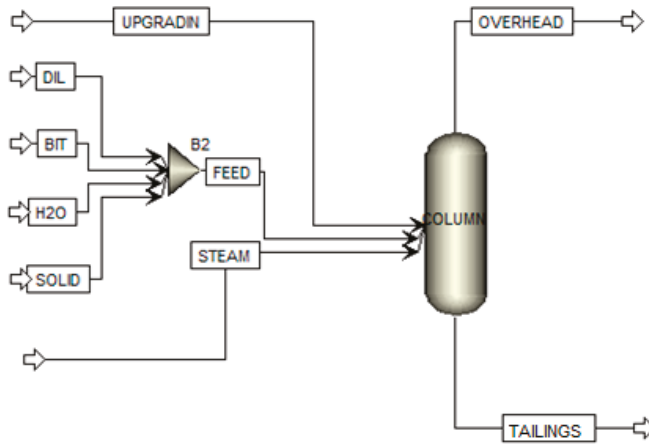 UPGRADIN
OVERHEAD
DIL
BIT
B2
FEED
H2O
COLUMN
STEAM
SOLID
TAILINGS